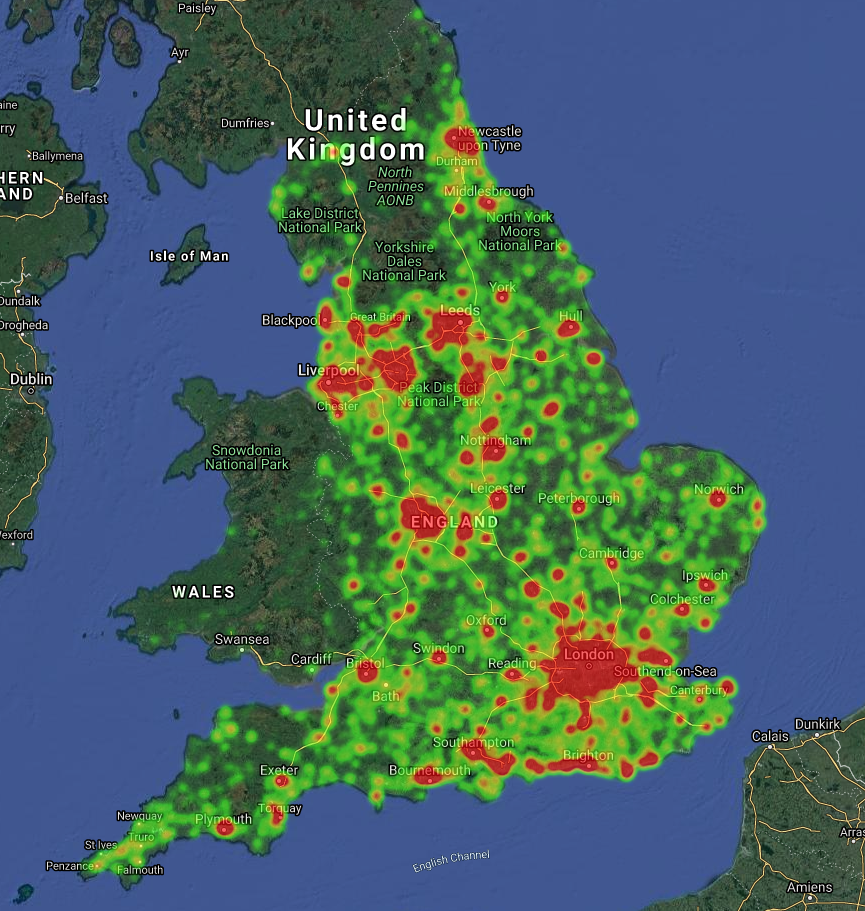 Paisley
Ayr
Dumfries
United
Kingdom
Newcastle
upon Tyne
Durham
Ballymena
HERN
LAND
Belfast
North
Pennines
AONB
Middlesbrough
Lake District
National Park
North York
Moors
National Park
Isle of Man
Yorkshire
Dales
National Park
York
Dundalk
Drogheda
Blackpool
Great Britain
Leeds
Hull
Dublin
Liverpool
Chester
Peak District
National Park
Snowdonia
National Park
Nottingham
Leicester
Peterborough
Norwich
ENGLAND
Cambridge
Ipswich
Colchester
WALES
Oxford
Swansea
Cardiff
Bristol
Swindon
Reading
London
Southend-on-Sea
Bath
Canterbury
Southampton
Brighton
Calais
Dunkirk
Exeter
Bournemouth
Torquay
Newquay
Plymouth
Truro
St Ives
Penzance
Falmouth
English Channel
Arras
Amiens